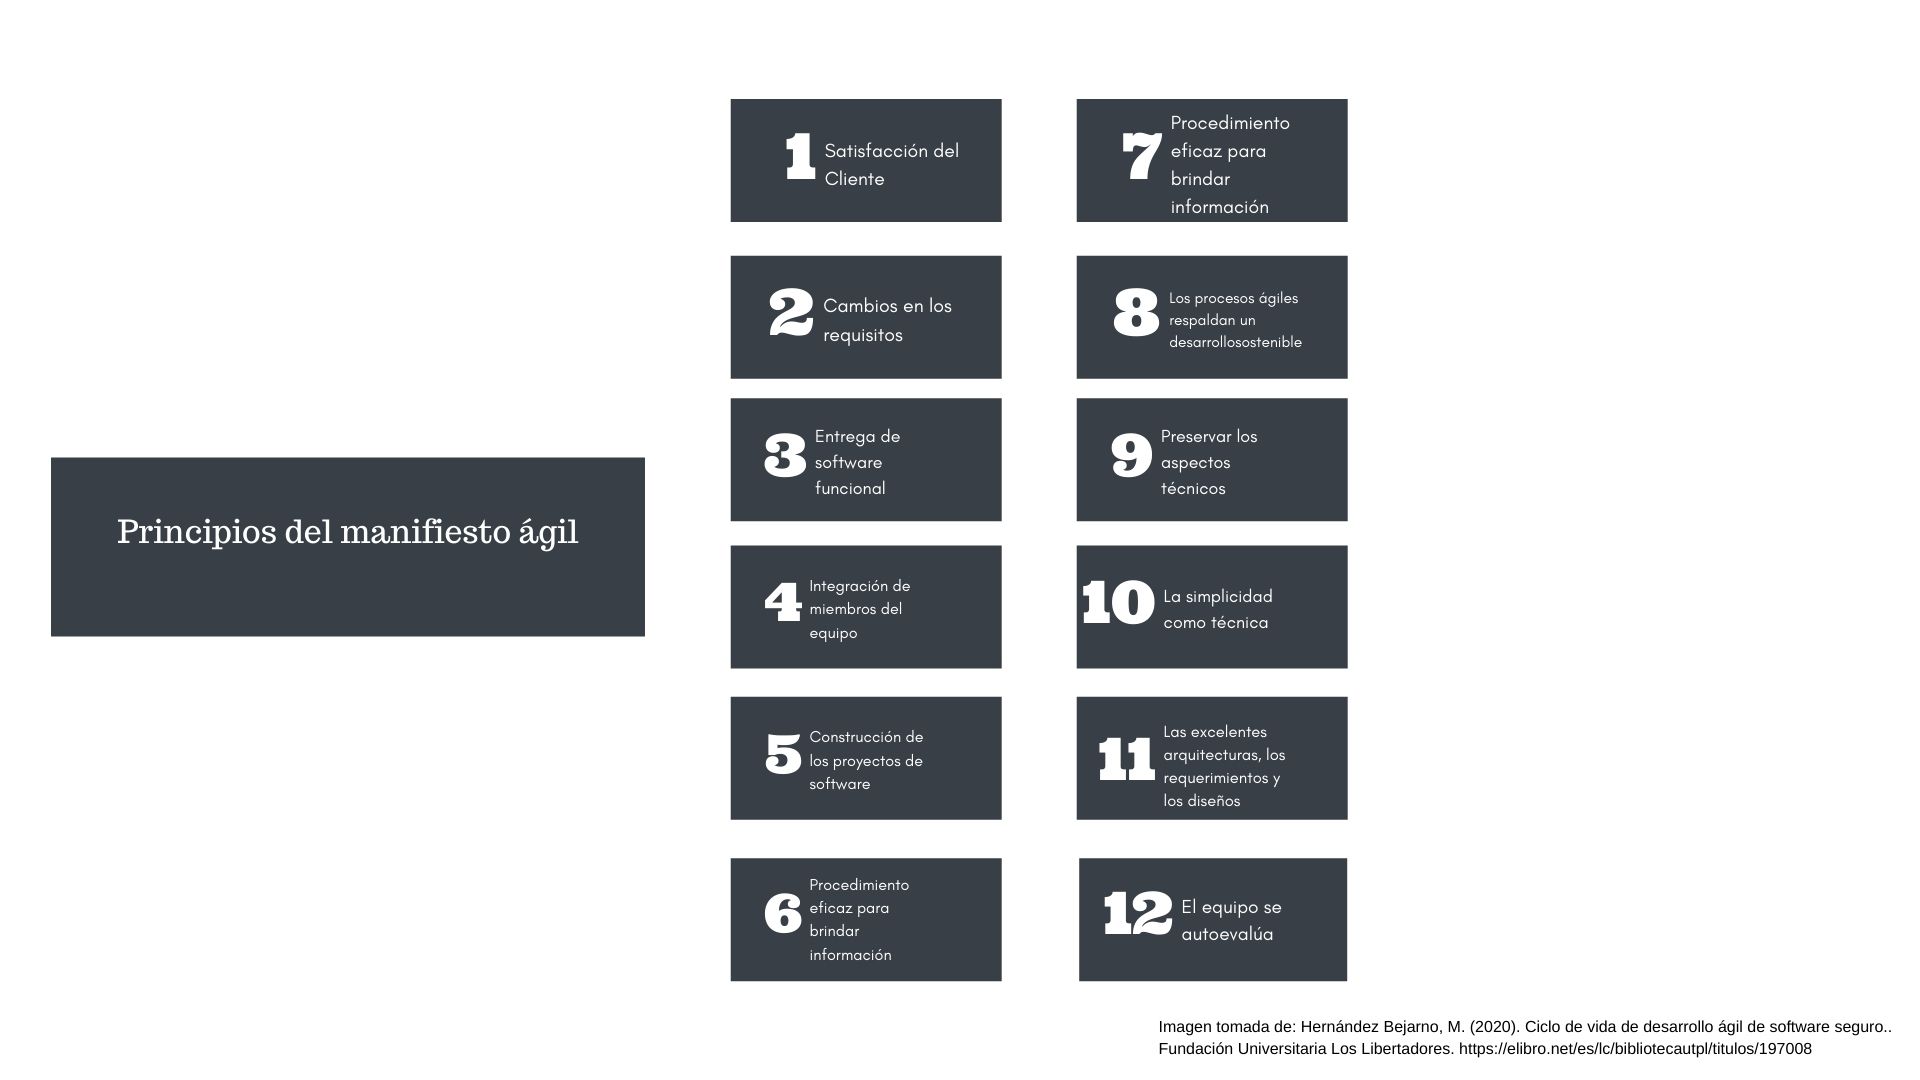 Principios del manifiesto ágil
1
Satisfacción del
Cliente
2
Cambios en los
requisitos
3
Entrega de
software
funcional
4
Integración de
miembros del
equipo
5
Construcción de
los proyectos de
software
6
Procedimiento
eficaz para
brindar
información
7
Procedimiento
eficaz para
brindar
información
8
Los procesos ágiles
respaldan un
desarrollosostenible
9
Preservar los
aspectos
técnicos
10
La simplicidad
como técnica
11
Las excelentes
arquitecturas, los
requerimientos y
los diseños
12
El equipo se
autoevalúa
Imagen tomada de: Hernández Bejarno, M. (2020). Ciclo de vida de desarrollo ágil de software seguro..
Fundación Universitaria Los Libertadores. https://elibro.net/es/lc/bibliotecautpl/titulos/197008